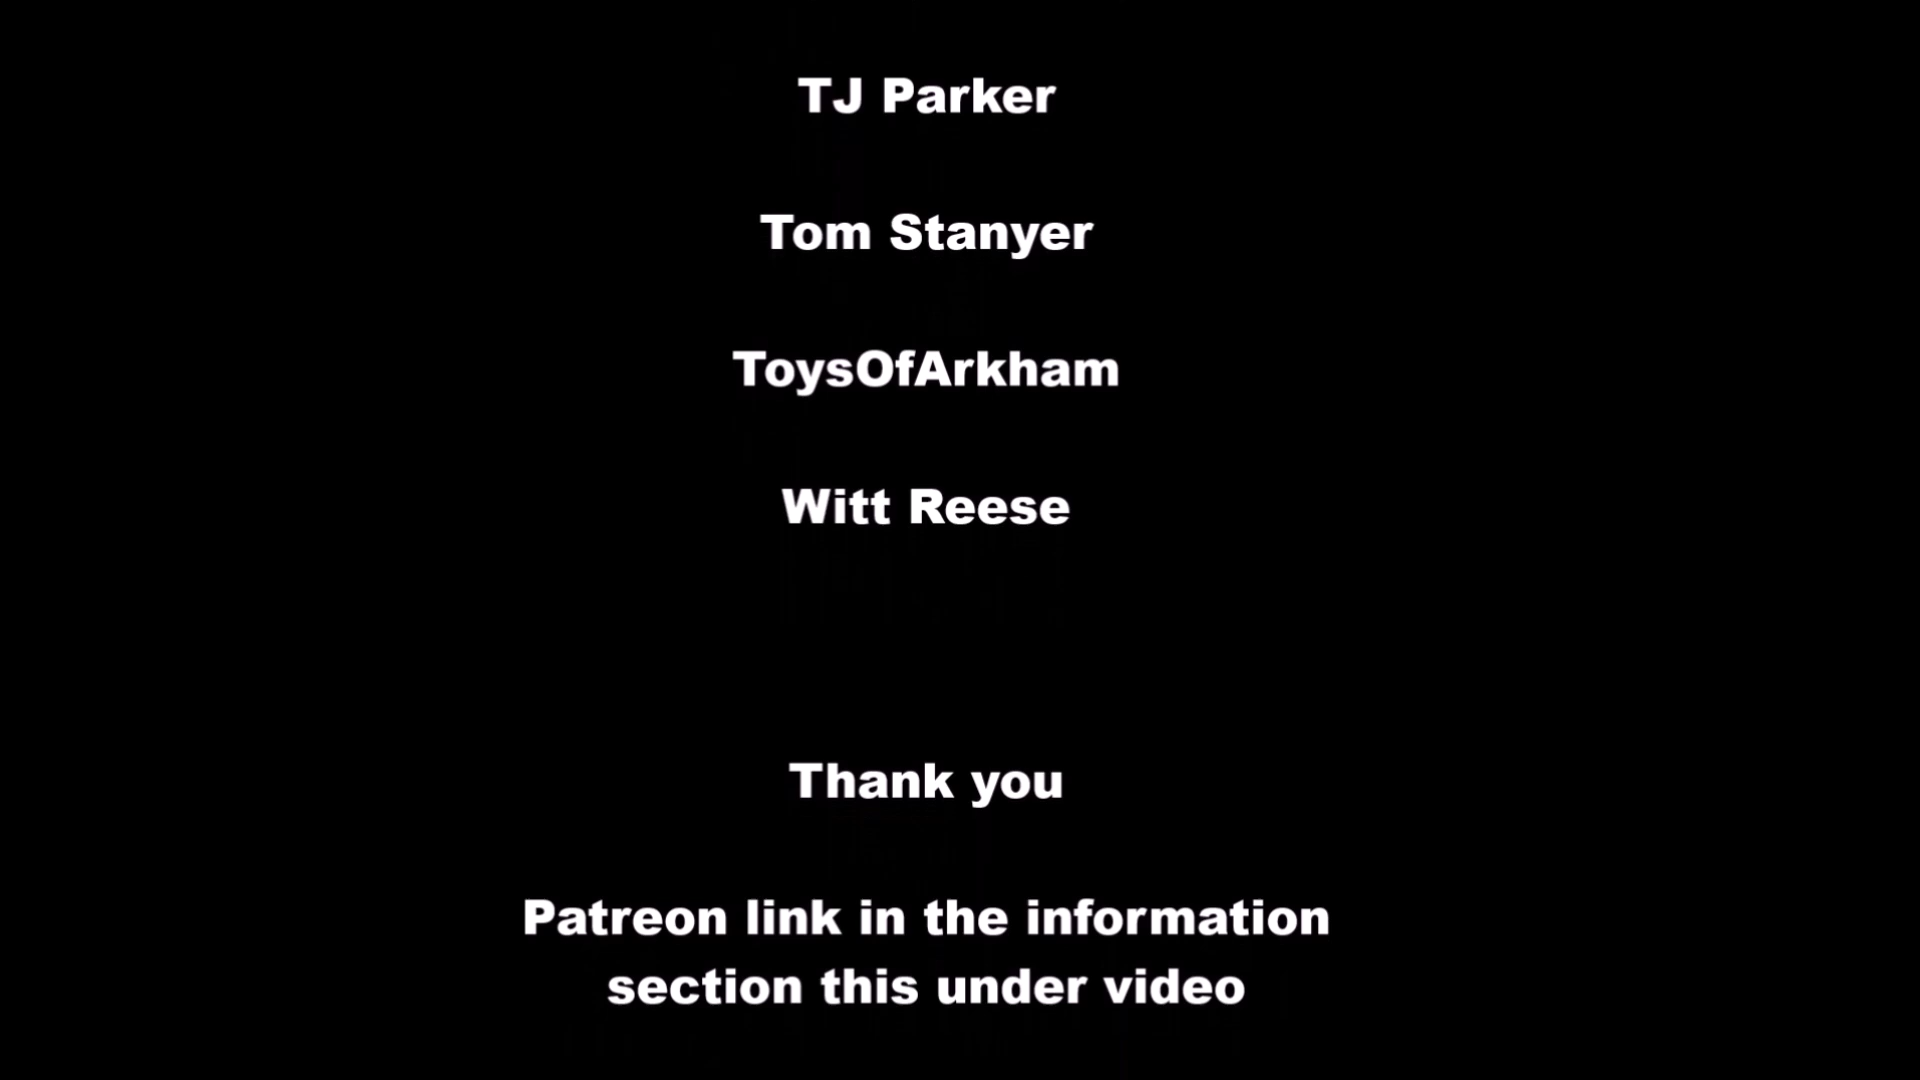 TJ Parker
Tom Stanyer
ToysOfArkham
Witt Reese
Thank you
Patreon link in the information
section this under video